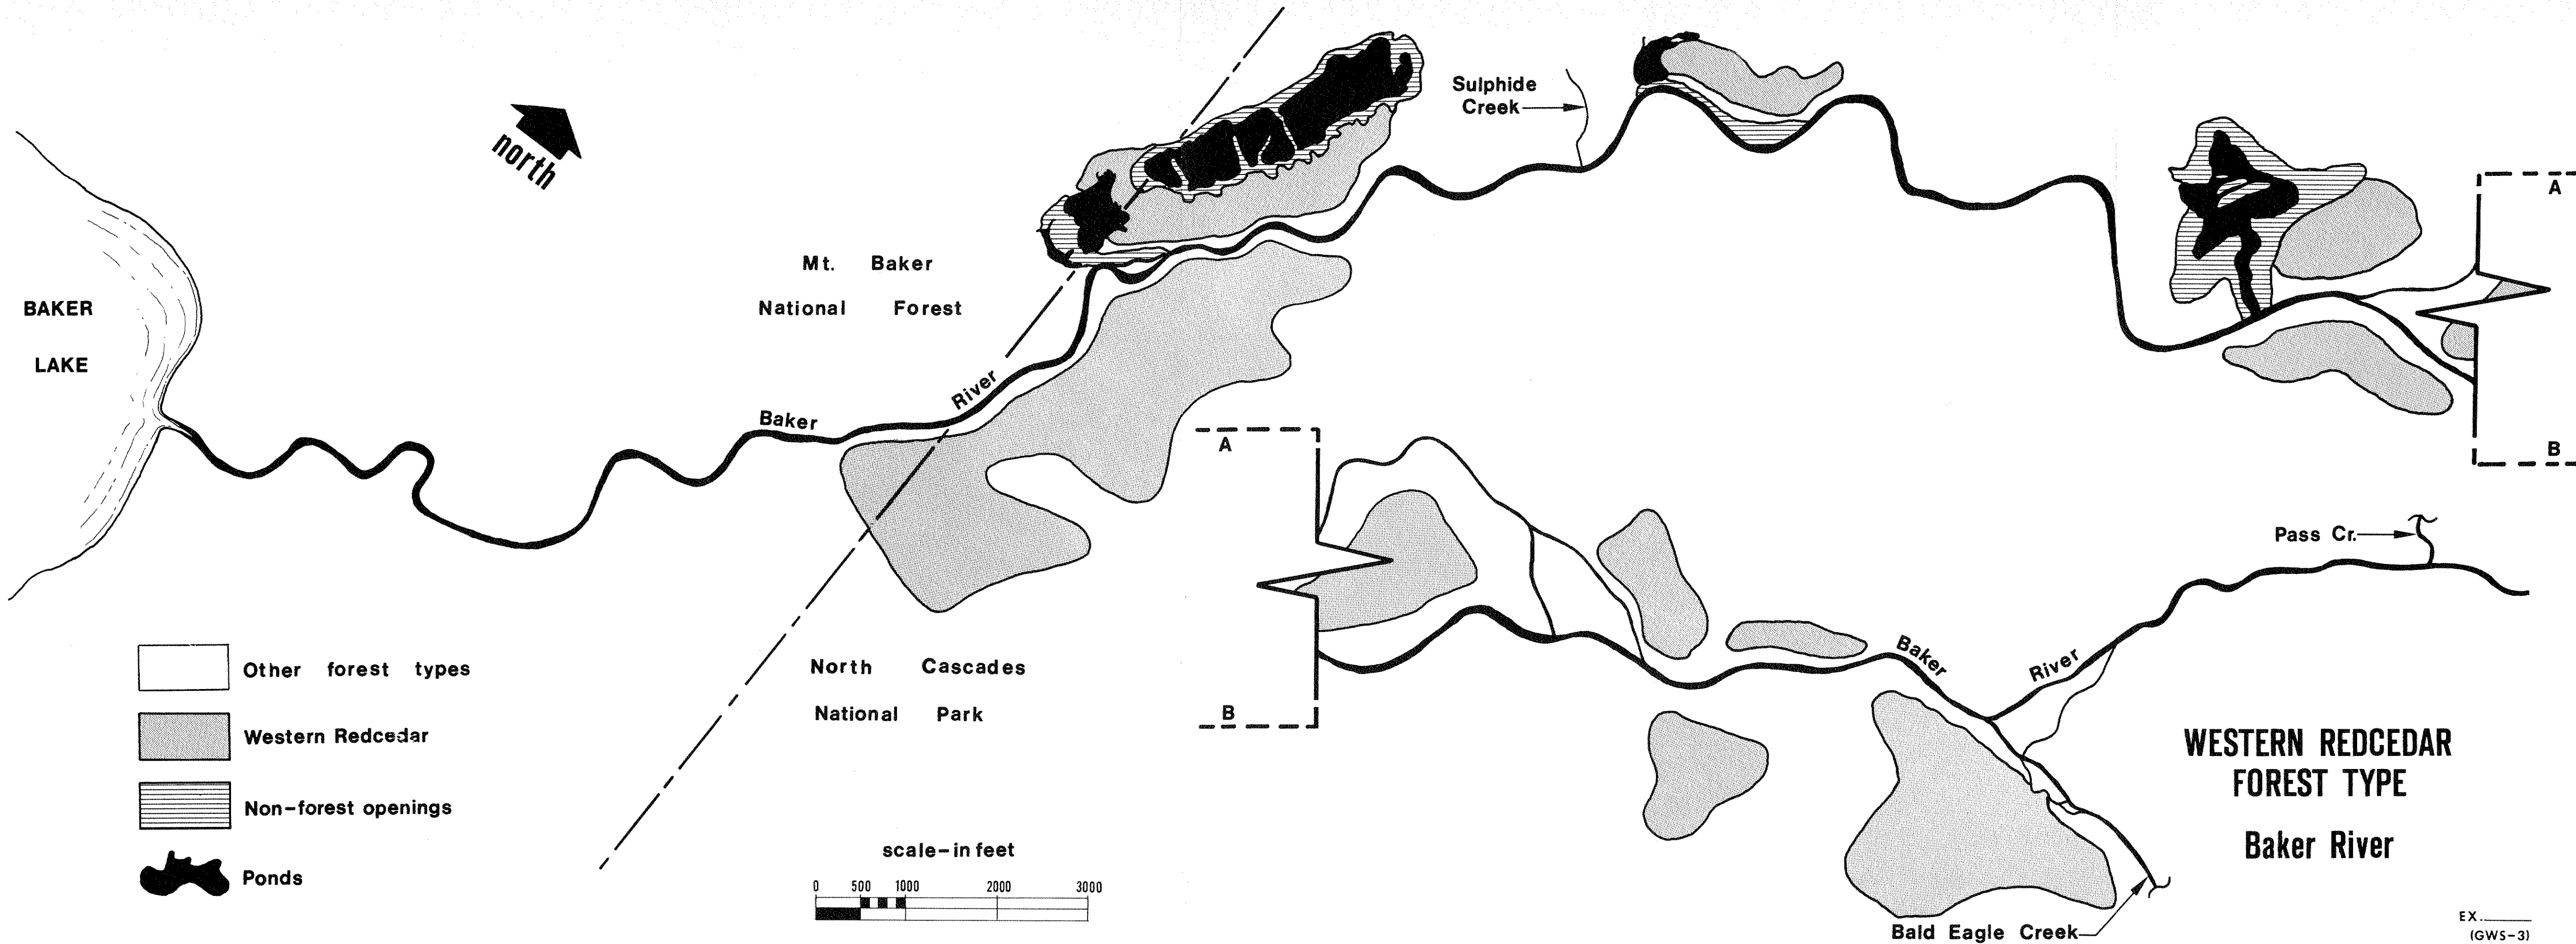 Sulphide
Creek
north
A
Mt. Baker
National Forest
BAKER
LAKE
River
Baker
A
B
Pass Cr.
Other forest types
North Cascades
National Park
B
Baker
River
Western Redcedar
WESTERN REDCEDAR
FOREST TYPE
Baker River
Non-forest openings
Ponds
scale-in feet
0 500 1000 2000 3000
Bald Eagle Creek
EX.
(GWS-3)